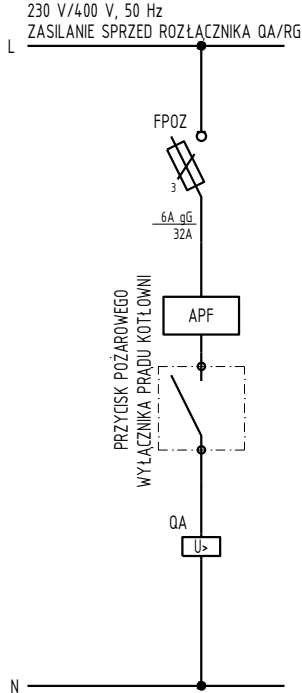 230 V/400 V, 50 Hz
ZASILANIE SPRZED ROZŁĄCZNIKA QA/RG
L
FPOZ
3
6A gG
32A
APF
PRZYCISK POŻAROWEGO
WYŁĄCZNIKA PRĄDU KOTŁOWNI
QA
U>
N